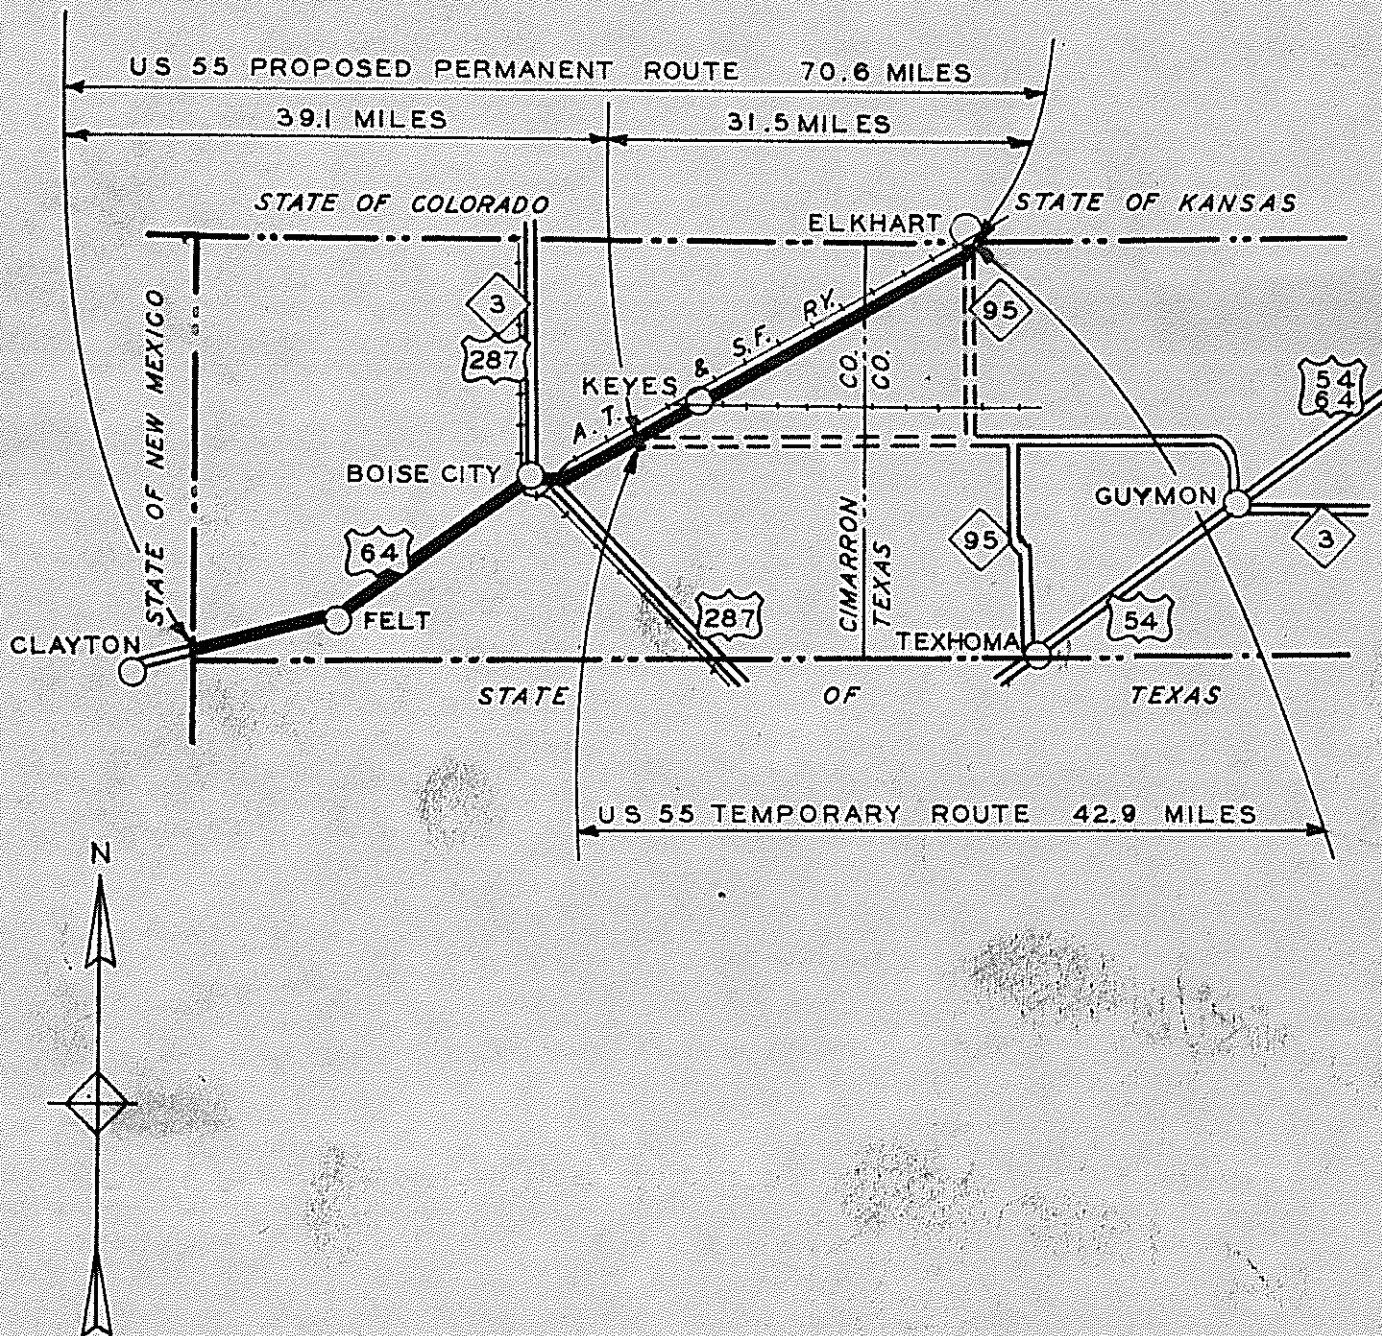 US 55 PROPOSED PERMANENT ROUTE 70.6 MILES
39.1 MILES
31.5 MILES
STATE OF COLORADO
STATE OF KANSAS
ELKHART
STATE OF NEW MEXICO
3
287
95
KEYES
A. T. & S.F. RY.
CO.
CO.
54
64
BOISE CITY
GUYMON
64
95
3
CIMARRON
TEXAS
FELT
287
54
CLAYTON
TEXHOMA
STATE OF TEXAS
US 55 TEMPORARY ROUTE 42.9 MILES
N